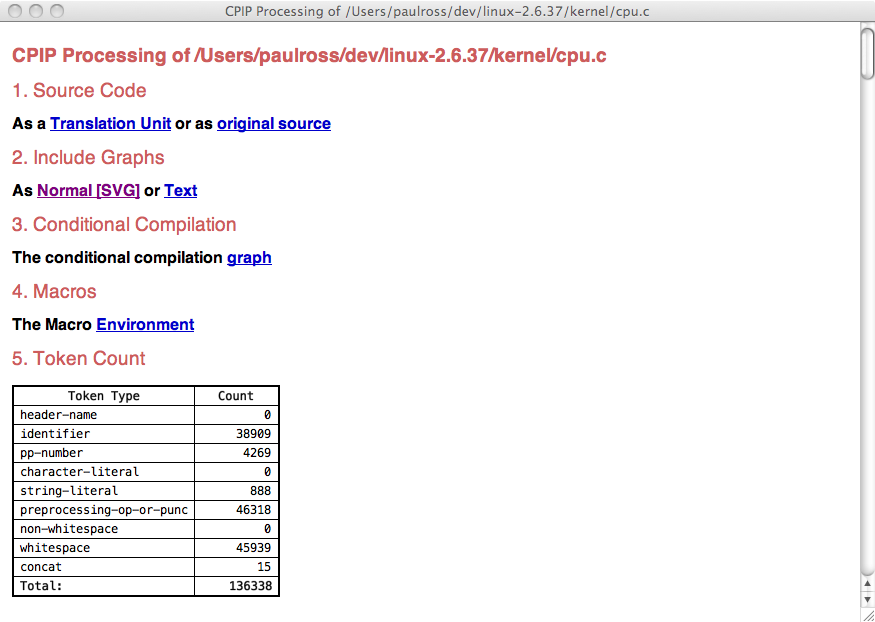 CPIP Processing of /Users/paulross/dev/linux-2.6.37/kernel/cpu.c
CPIP Processing of /Users/paulross/dev/linux-2.6.37/kernel/cpu.c
1. Source Code
As a Translation Unit or as original source
2. Include Graphs
As Normal [SVG] or Text
3. Conditional Compilation
The conditional compilation graph
4. Macros
The Macro Environment
5. Token Count
Token Type Count
header-name 0
identifier 38909
pp-number 4269
character-literal 0
string-literal 888
preprocessing-op-or-punc 46318
non-whitespace 0
whitespace 45939
concat 15
Total: 136338